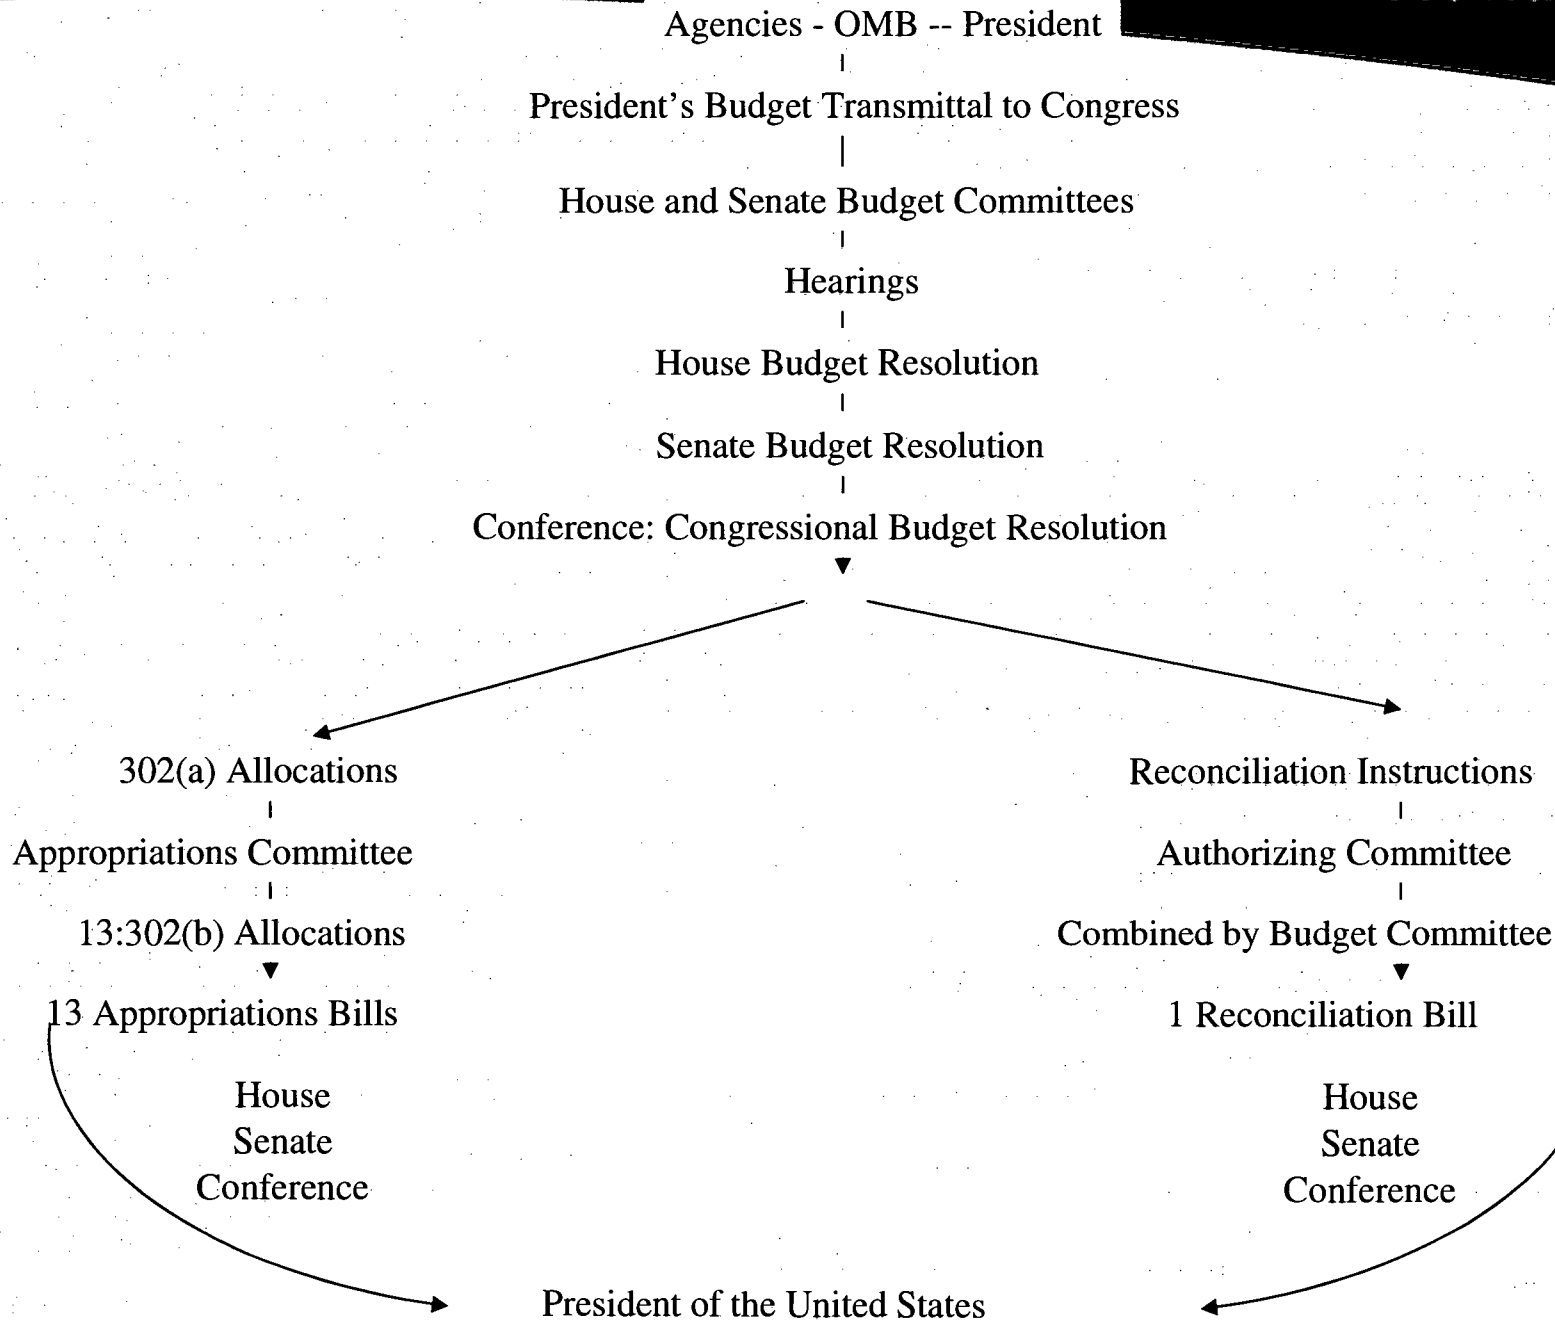 Agencies - OMB -- President
President's Budget Transmittal to Congress
House and Senate Budget Committees
Hearings
House Budget Resolution
Senate Budget Resolution
Conference: Congressional Budget Resolution
302(a) Allocations
Appropriations Committee
13:302(b) Allocations
13 Appropriations Bills
House
Senate
Conference
Reconciliation Instructions
Authorizing Committee
Combined by Budget Committee
1 Reconciliation Bill
House
Senate
Conference
President of the United States